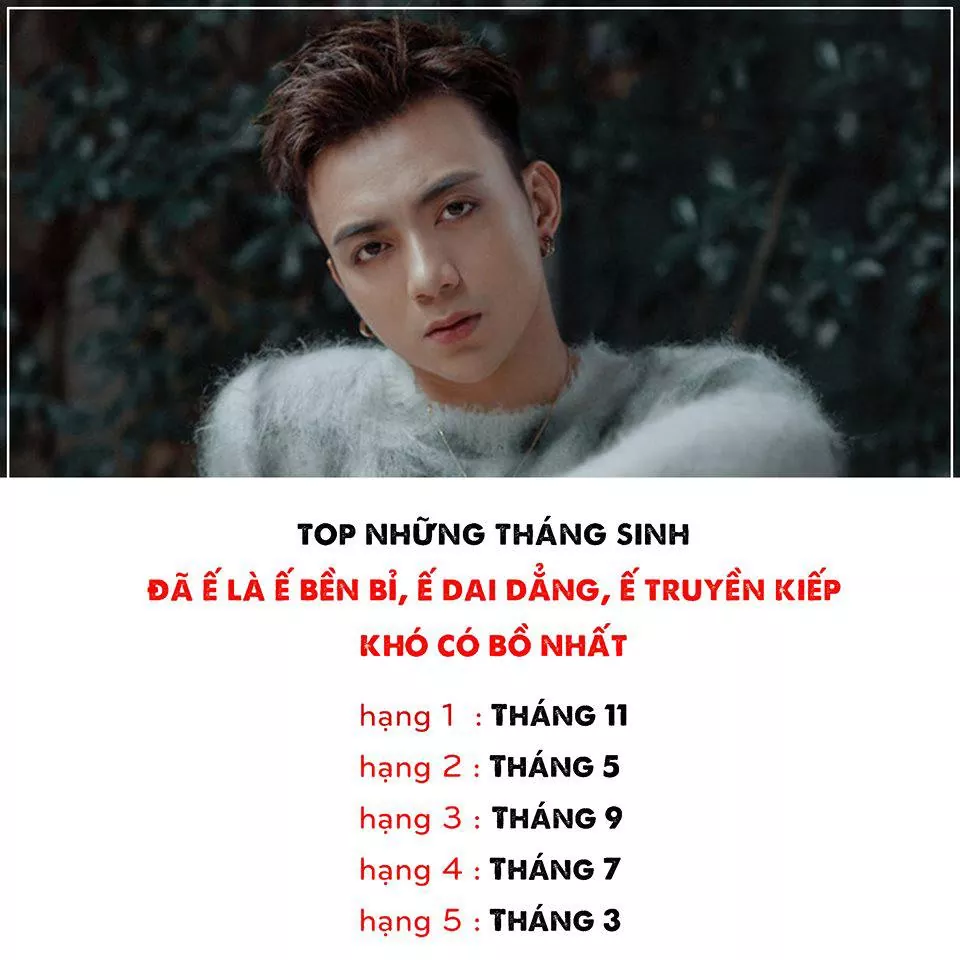 TOP NHỮNG THÁNG SINH
ĐÃ Ế LÀ Ế BỀN BỈ, Ế DAI DẲNG, Ế TRUYỀN KIẾP
KHÓ CÓ BỒ NHẤT
hạng 1 : THÁNG 11
hạng 2 : THÁNG 5
hạng 3 : THÁNG 9
hạng 4 : THÁNG 7
hạng 5 : THÁNG 3